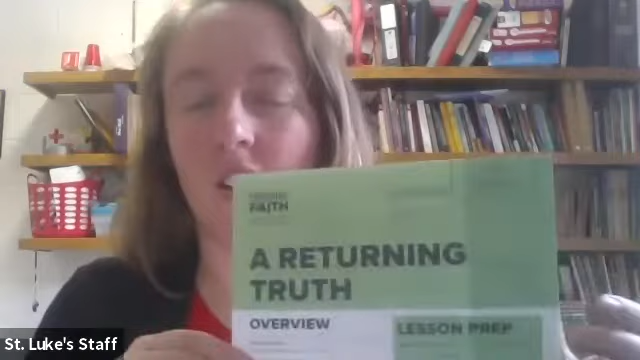 FAITH
A RETURNING
TRUTH
OVERVIEW
LESSON PREP
St. Luke's Staff